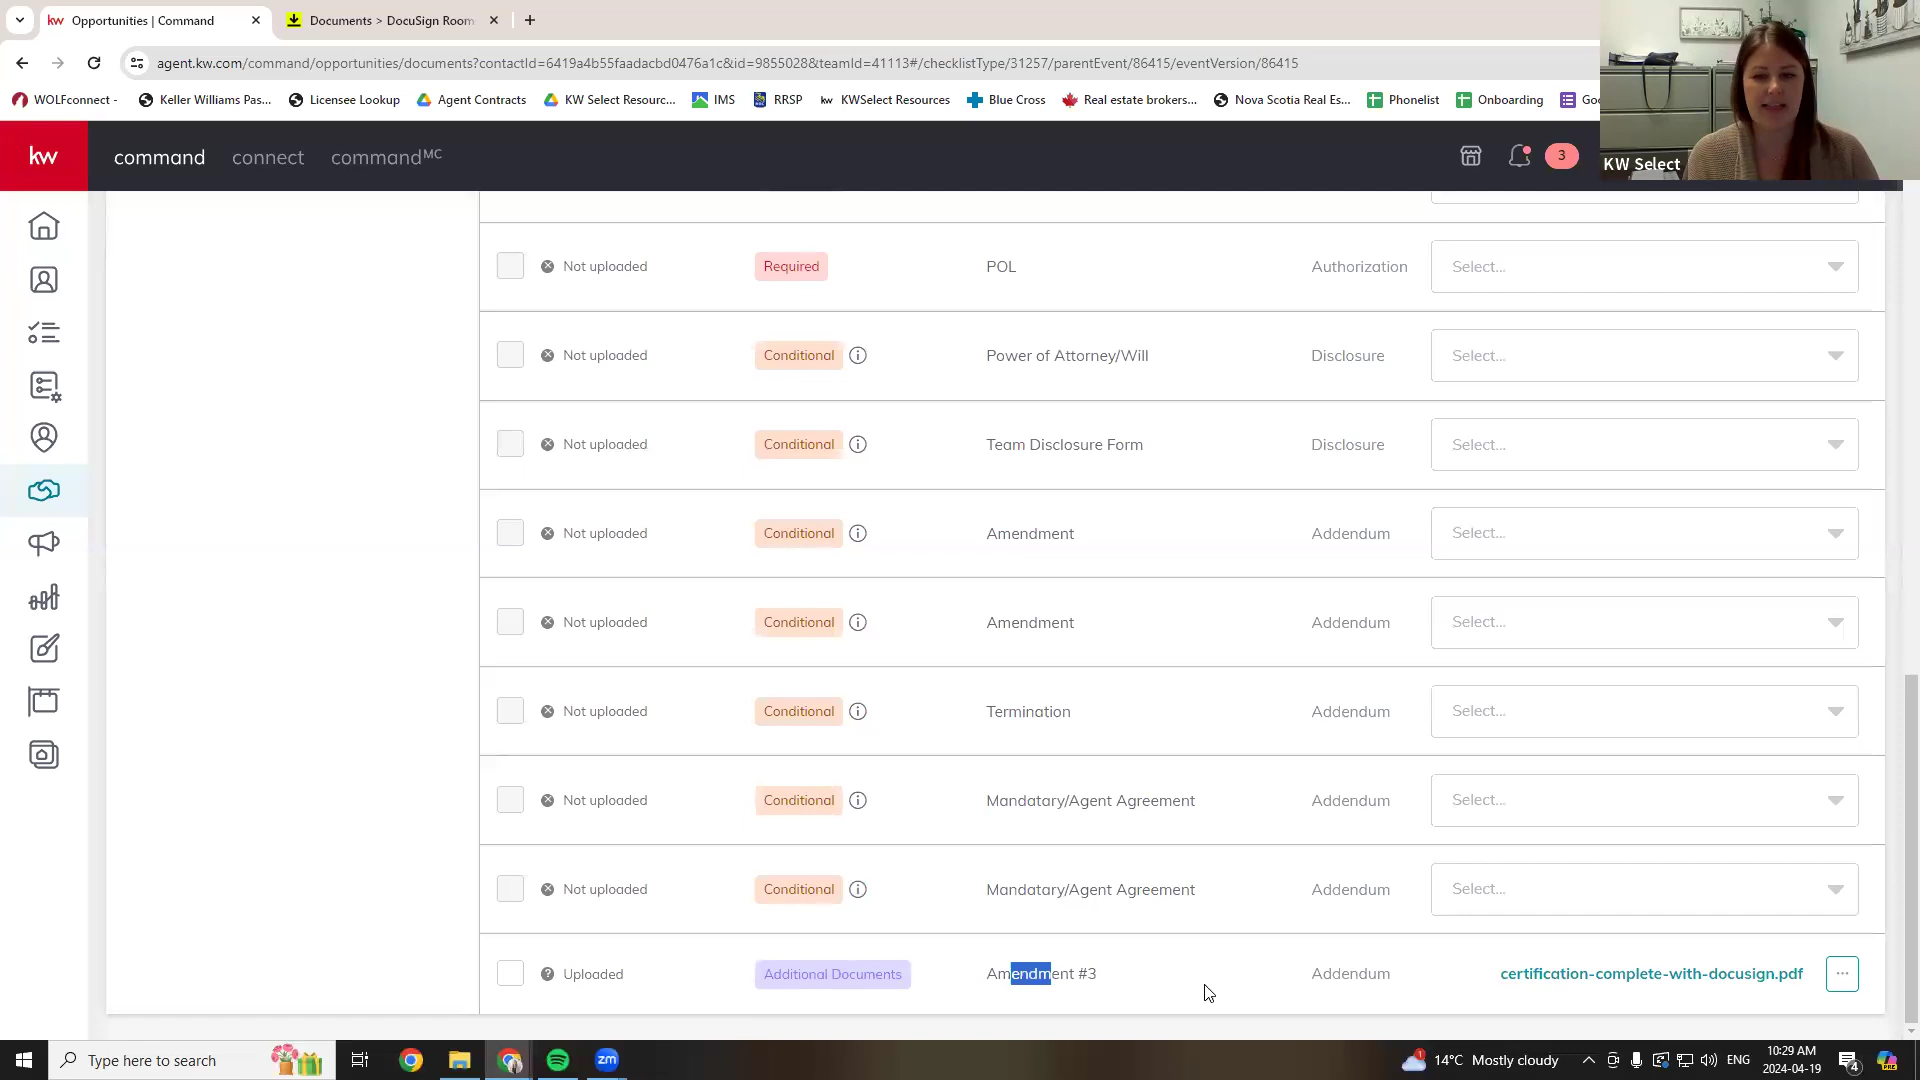 Opportunities | Command
Documents > DocuSign Room
agent.kw.com/command/opportunities/documents?contactId=6419a4b55faadacbd0476a1c&id=9855028&teamId=41113#/checklistType/31257/parentEvent/86415/eventVersion/86415
WOLFconnect - Keller Williams Pas... Licensee Lookup Agent Contracts KW Select Resourc... IMS RRSP kw KWSelect Resources Blue Cross Real estate brokers... Nova Scotia Real Es... Phonelist Onboarding Goo
kw command connect commandMC 3
KW Select
Not uploaded Required POL Authorization Select...
Not uploaded Conditional Power of Attorney/Will Disclosure Select...
Not uploaded Conditional Team Disclosure Form Disclosure Select...
Not uploaded Conditional Amendment Addendum Select...
Not uploaded Conditional Amendment Addendum Select...
Not uploaded Conditional Termination Addendum Select...
Not uploaded Conditional Mandatary/Agent Agreement Addendum Select...
Not uploaded Conditional Mandatary/Agent Agreement Addendum Select...
Uploaded Additional Documents Amendment #3 Addendum certification-complete-with-docusign.pdf ...
Type here to search
zm
1 14°C Mostly cloudy
ENG
10:29 AM
2024-04-19
4
PRE